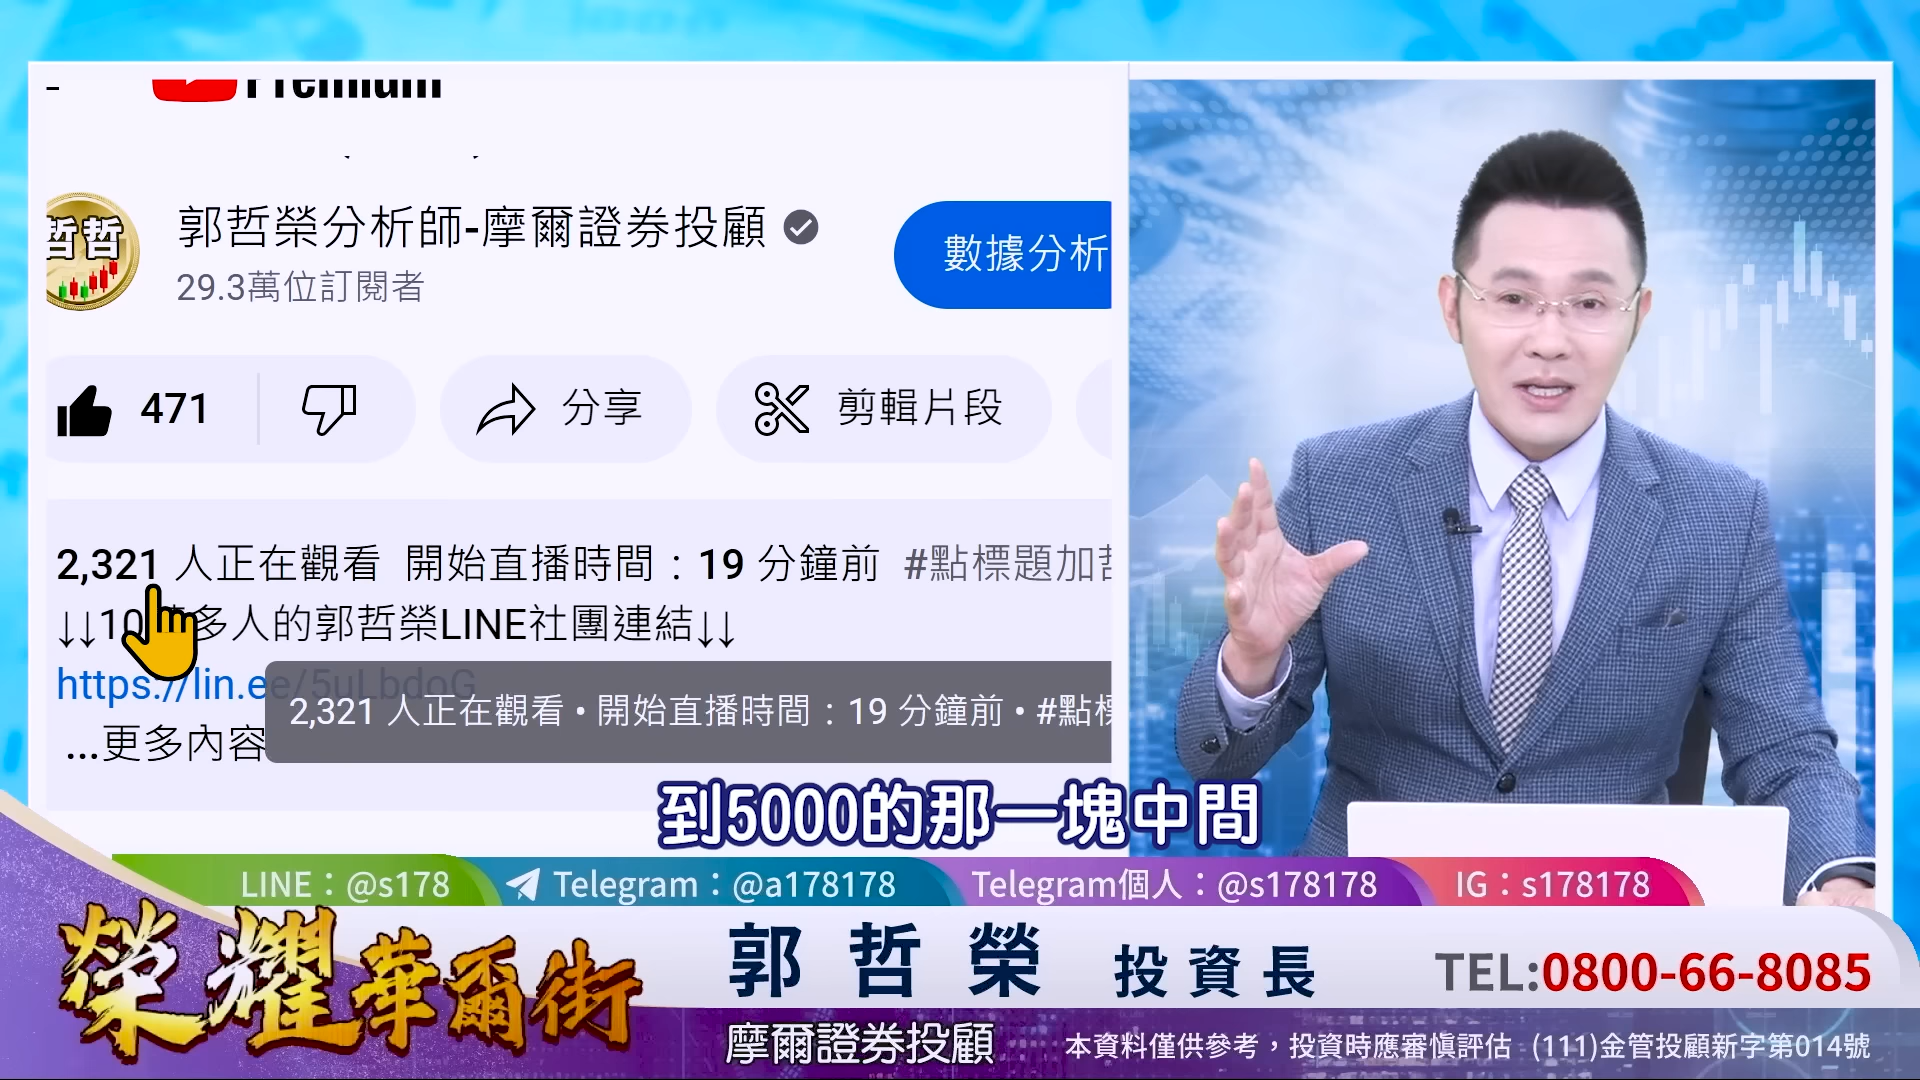 Premium
哲哲
郭哲榮分析師-摩爾證券投顧
29.3萬位訂閱者
數據分析
471
分享
剪輯片段
2,321 人正在觀看 開始直播時間：19 分鐘前 #點標題加
↓↓10 多人的郭哲榮LINE社團連結↓↓
https://lin.ee/5uLbdoG
...更多內容
2,321 人正在觀看 • 開始直播時間：19 分鐘前 • #點標
到5000的那一塊中間
LINE：@s178
Telegram：@a178178
Telegram個人：@s178178
IG：s178178
榮耀華爾街
郭哲榮 投資長
TEL:0800-66-8085
摩爾證券投顧
本資料僅供參考，投資時應審慎評估 (111)金管投顧新字第014號